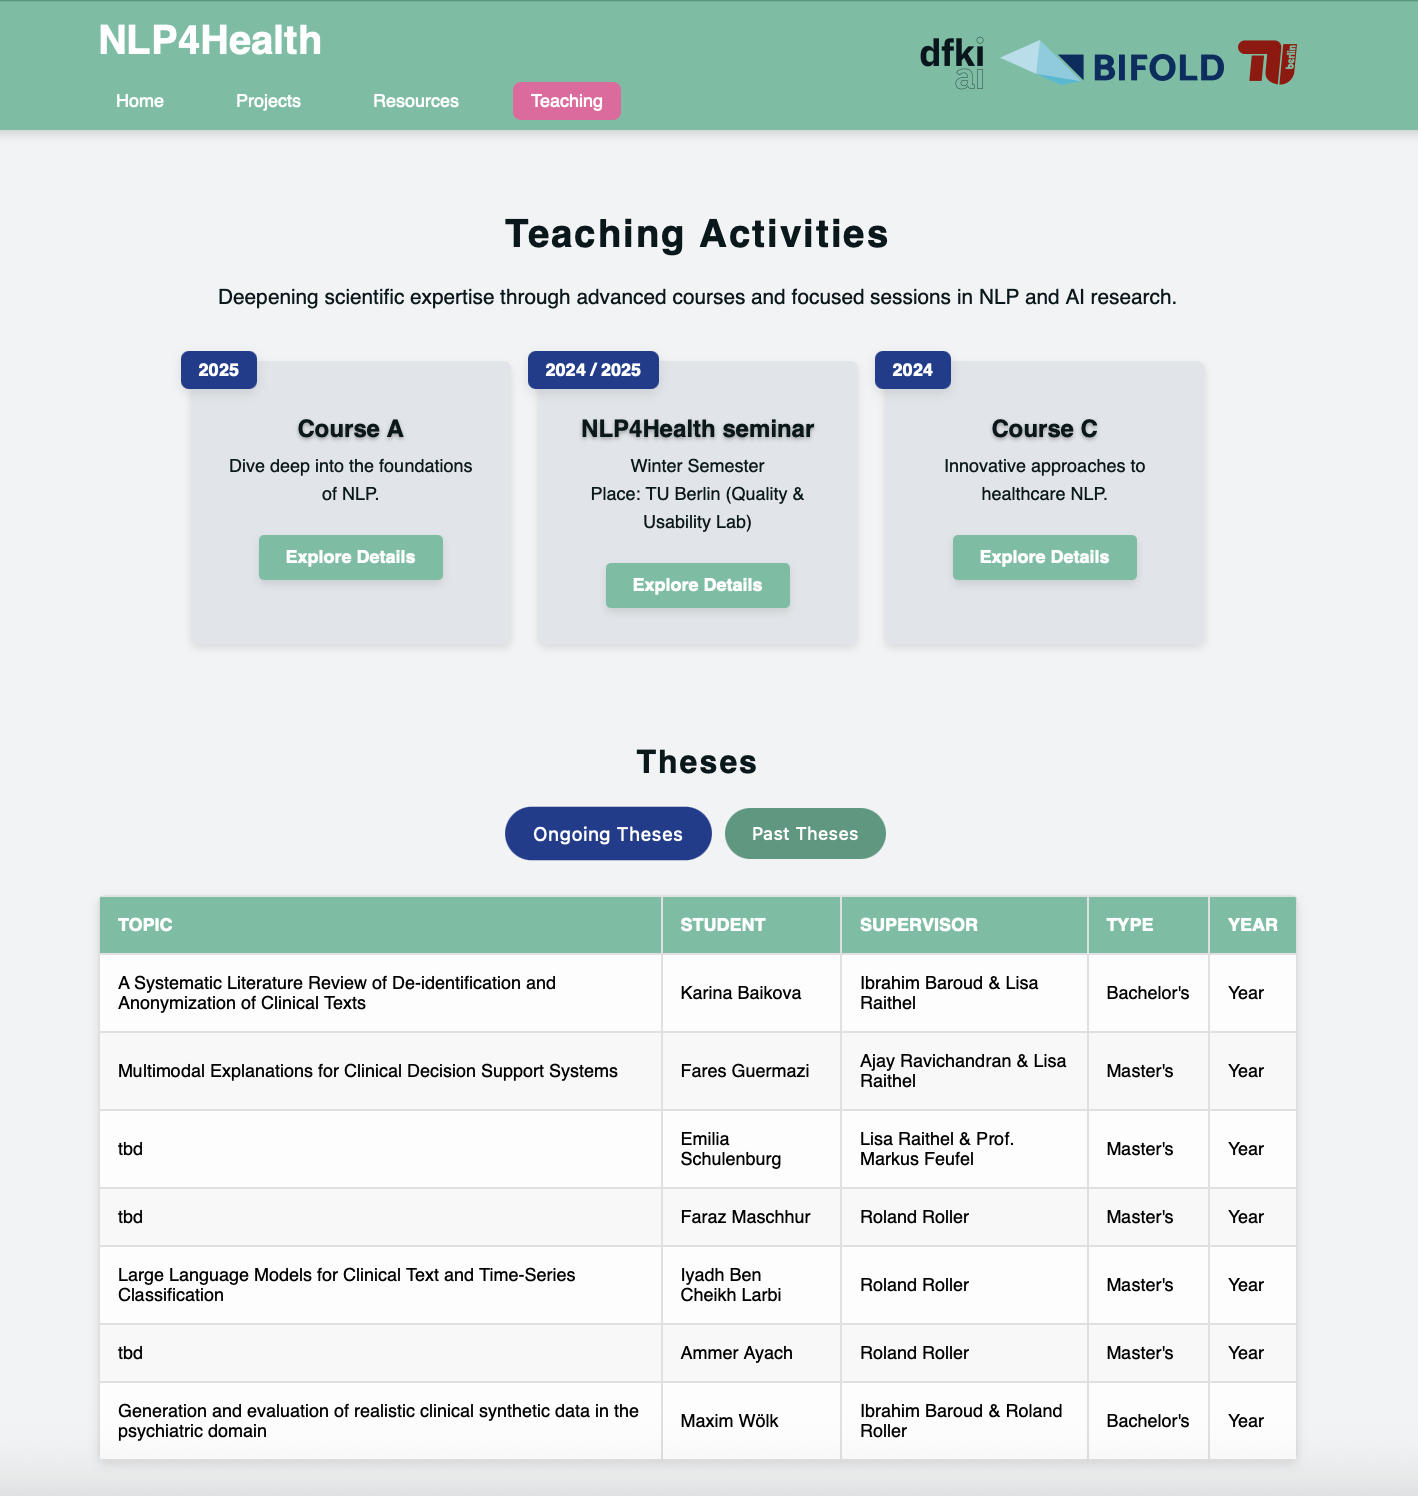 NLP4Health
dfki
ai
BIFOLD
TU
berlin
Home Projects Resources Teaching
Teaching Activities
Deepening scientific expertise through advanced courses and focused sessions in NLP and AI research.
2025
Course A
Dive deep into the foundations
of NLP.
Explore Details
2024 / 2025
NLP4Health seminar
Winter Semester
Place: TU Berlin (Quality &
Usability Lab)
Explore Details
2024
Course C
Innovative approaches to
healthcare NLP.
Explore Details
Theses
Ongoing Theses Past Theses
TOPIC STUDENT SUPERVISOR TYPE YEAR
A Systematic Literature Review of De-identification and
Anonymization of Clinical Texts
Karina Baikova
Ibrahim Baroud & Lisa
Raithel
Bachelor's
Year
Multimodal Explanations for Clinical Decision Support Systems
Fares Guermazi
Ajay Ravichandran & Lisa
Raithel
Master's
Year
tbd
Emilia
Schulenburg
Lisa Raithel & Prof.
Markus Feufel
Master's
Year
tbd
Faraz Maschhur
Roland Roller
Master's
Year
Large Language Models for Clinical Text and Time-Series
Classification
Iyadh Ben
Cheikh Larbi
Roland Roller
Master's
Year
tbd
Ammer Ayach
Roland Roller
Master's
Year
Generation and evaluation of realistic clinical synthetic data in the
psychiatric domain
Maxim Wölk
Ibrahim Baroud & Roland
Roller
Bachelor's
Year